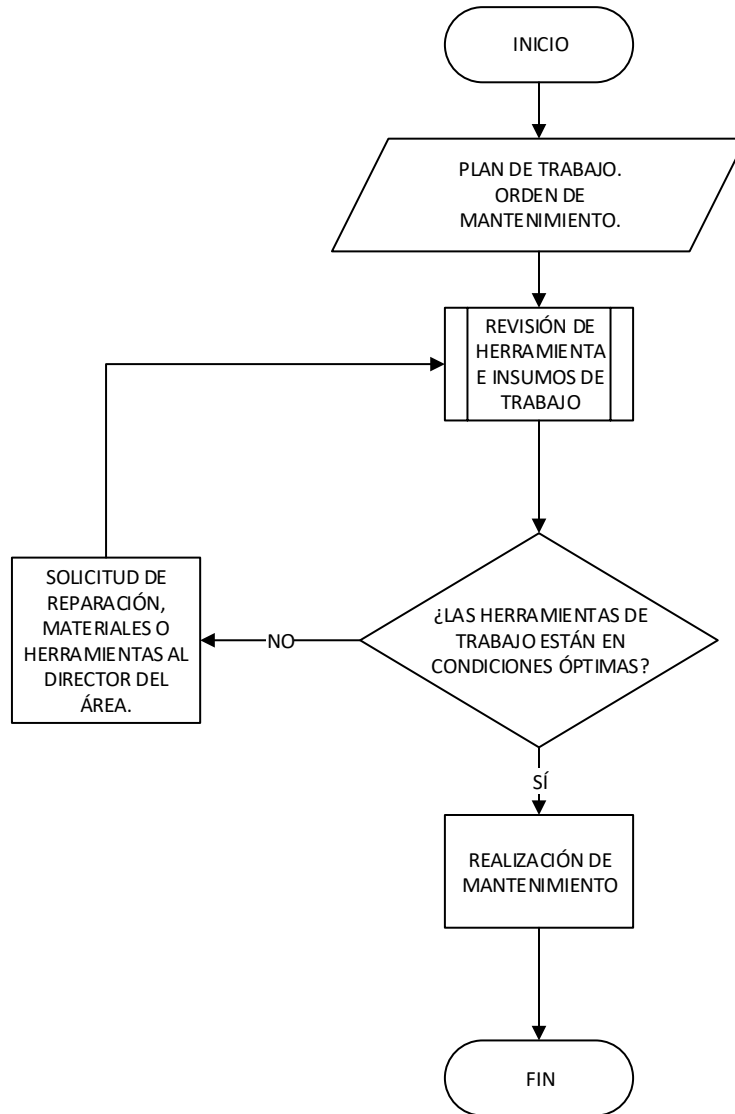 INICIO
PLAN DE TRABAJO.
ORDEN DE
MANTENIMIENTO.
REVISIÓN DE
HERRAMIENTA
E INSUMOS DE
TRABAJO
¿LAS HERRAMIENTAS DE
TRABAJO ESTÁN EN
CONDICIONES ÓPTIMAS?
NO
SOLICITUD DE
REPARACIÓN,
MATERIALES O
HERRAMIENTAS AL
DIRECTOR DEL
ÁREA.
SÍ
REALIZACIÓN DE
MANTENIMIENTO
FIN